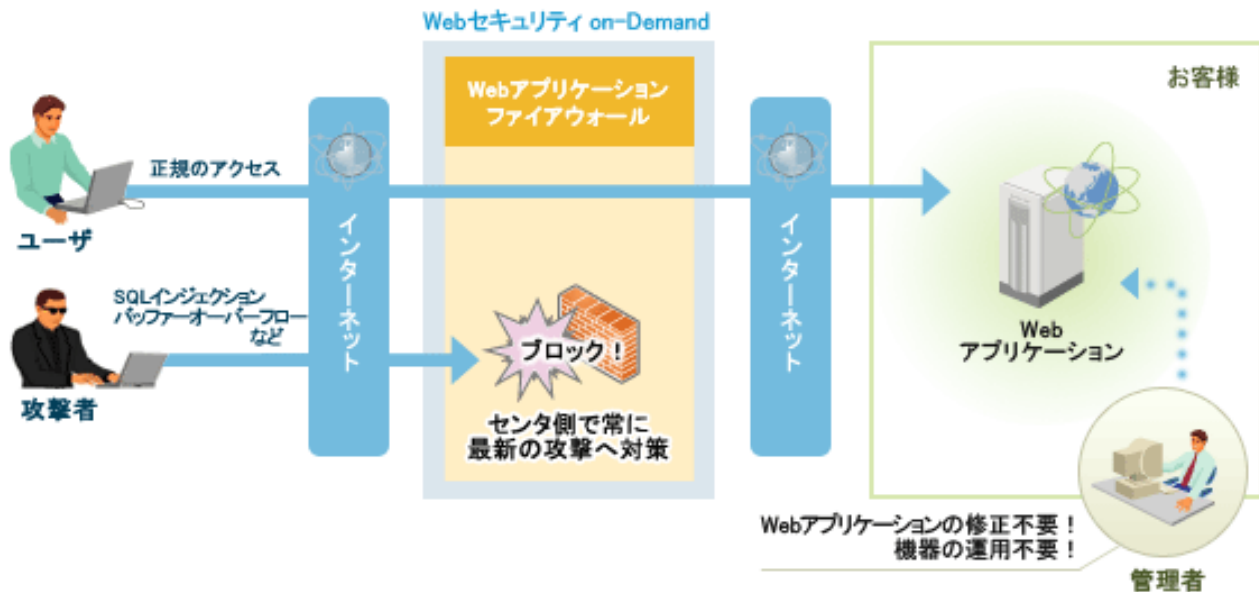 Webセキュリティ on-Demand
Webアプリケーション
ファイアウォール
お客様
正規のアクセス
ユーザ
インターネット
インターネット
SQLインジェクション
バッファーオーバーフロー
など
攻撃者
ブロック！
センタ側で常に
最新の攻撃へ対策
Web
アプリケーション
Webアプリケーションの修正不要！
機器の運用不要！
管理者